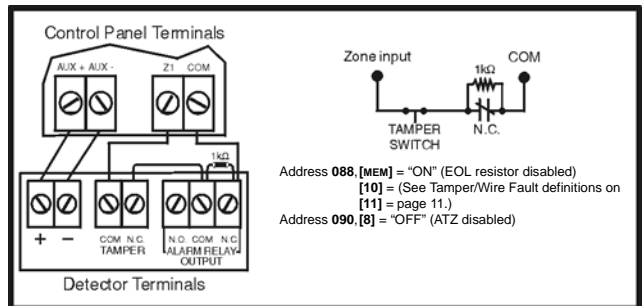 Control Panel Terminals
AUX + AUX -
Z1 COM
1kΩ
+ -
COM N.C.
TAMPER
N.O. COM N.C.
ALARM RELAY
OUTPUT
Detector Terminals
Zone input
COM
1kΩ
TAMPER
SWITCH
N.C.
Address 088, [MEM] = “ON” (EOL resistor disabled)
[10] = (See Tamper/Wire Fault definitions on
[11] = page 11.)
Address 090, [8] = “OFF” (ATZ disabled)